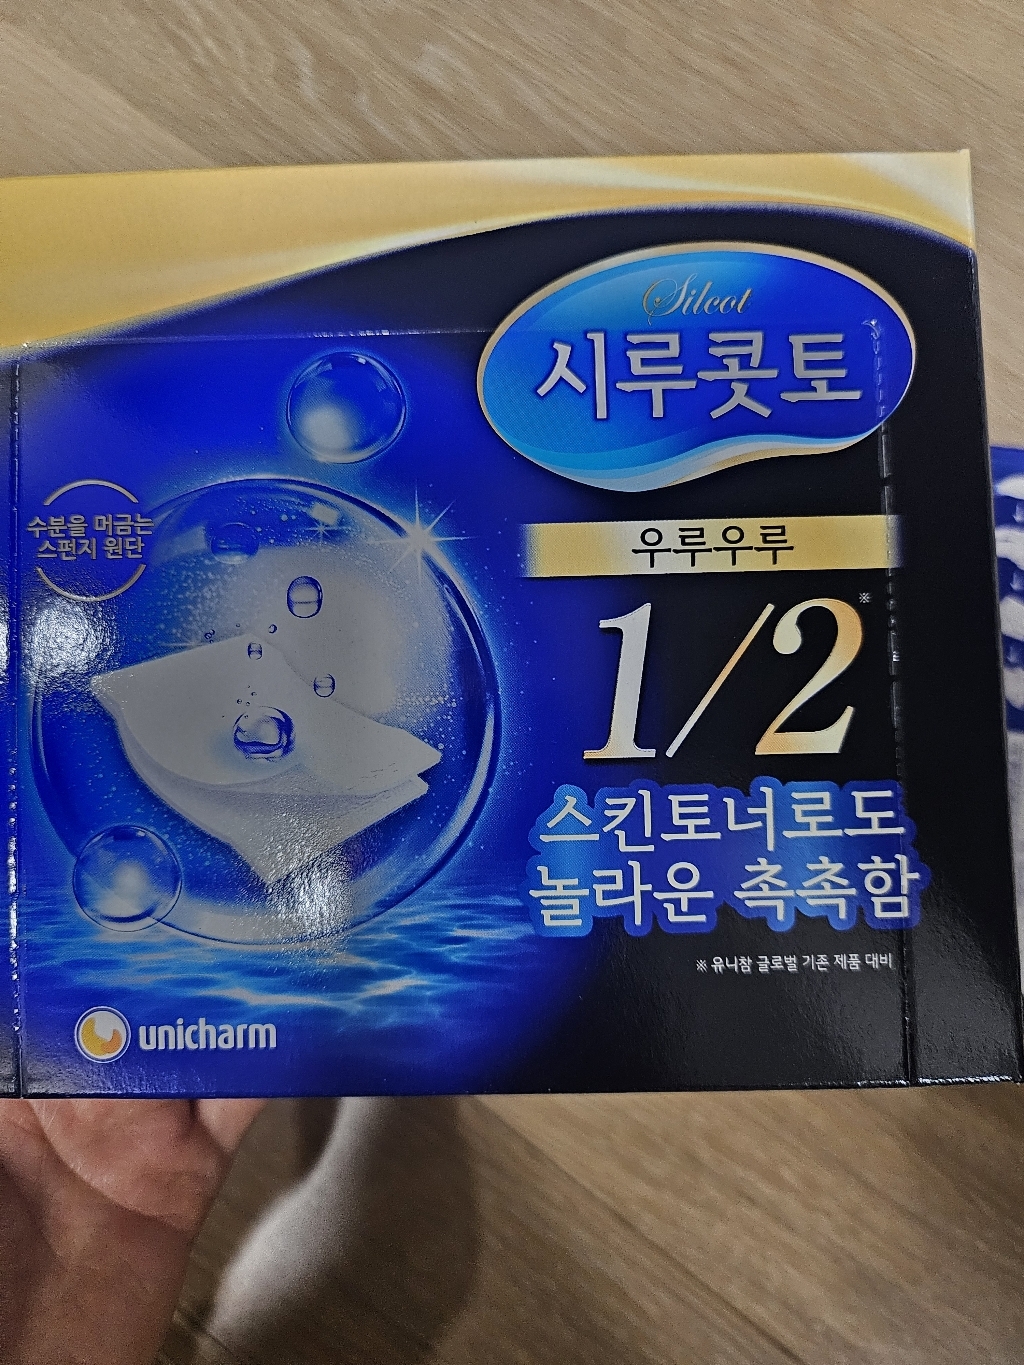 Silcot
시루콧토
수분을 머금는
스펀지 원단
우루우루
1/2※
스킨토너로도
놀라운 촉촉함
※ 유니참 글로벌 기존 제품 대비
unicharm